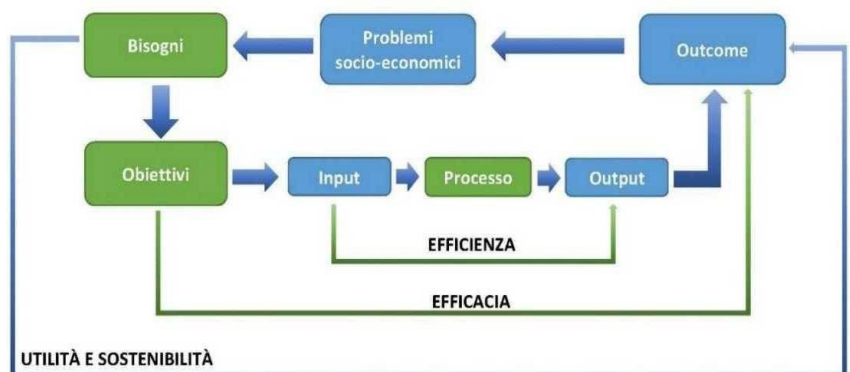 Bisogni
Problemi
socio-economici
Outcome
Obiettivi
Input
Processo
Output
EFFICIENZA
EFFICACIA
UTILITÀ E SOSTENIBILITÀ